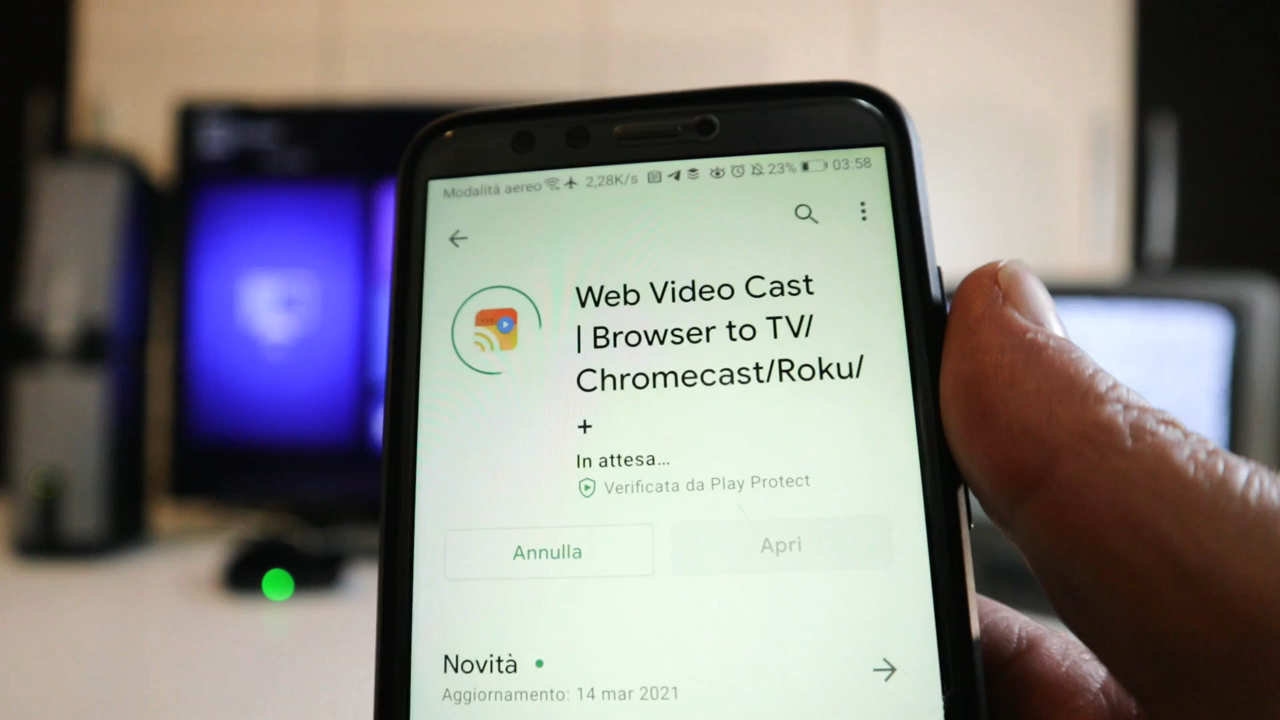 Modalità aereo 2,28K/s 23% 03:58
Web Video Cast
| Browser to TV/
Chromecast/Roku/
+
In attesa...
Verificata da Play Protect
Annulla
Apri
Novità •
Aggiornamento: 14 mar 2021